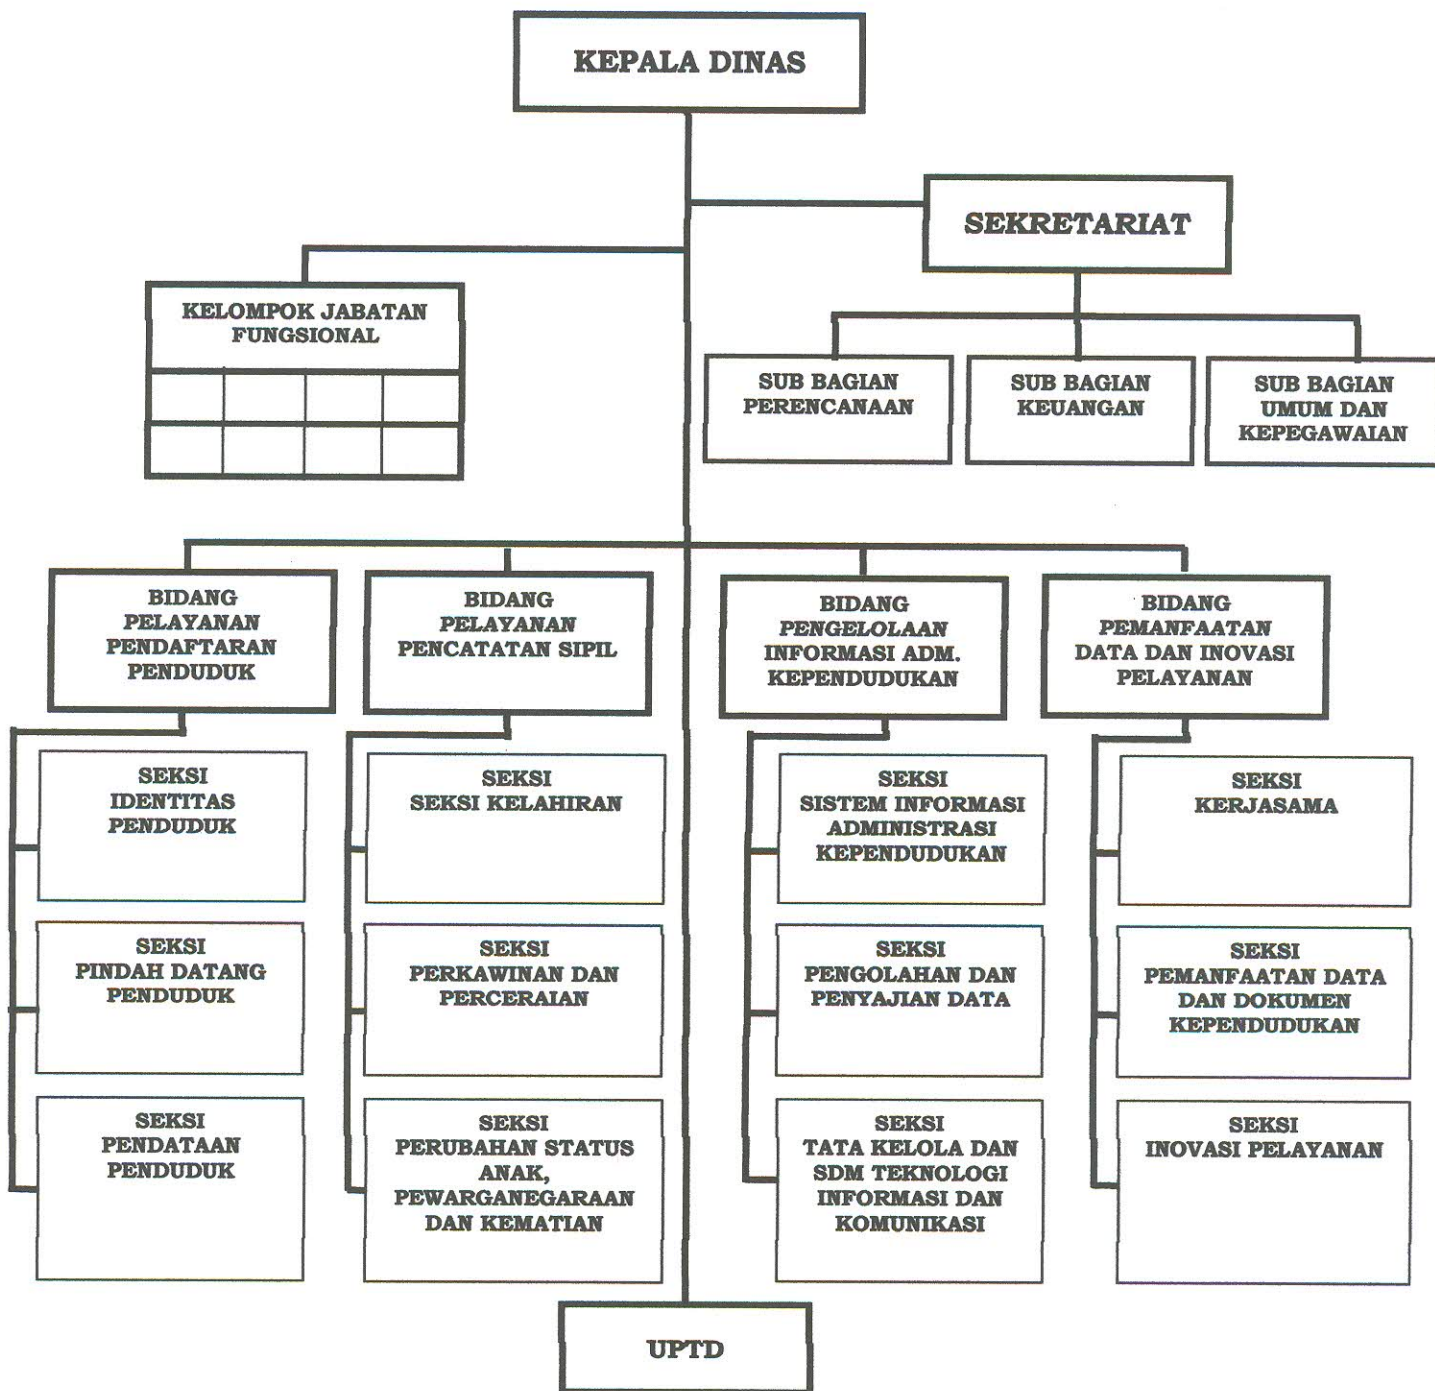 KEPALA DINAS
SEKRETARIAT
KELOMPOK JABATAN
FUNGSIONAL
SUB BAGIAN
PERENCANAAN
SUB BAGIAN
KEUANGAN
SUB BAGIAN
UMUM DAN
KEPEGAWAIAN
BIDANG
PELAYANAN
PENDAFTARAN
PENDUDUK
BIDANG
PELAYANAN
PENCATATAN SIPIL
BIDANG
PENGELOLAAN
INFORMASI ADM.
KEPENDUDUKAN
BIDANG
PEMANFAATAN
DATA DAN INOVASI
PELAYANAN
SEKSI
IDENTITAS
PENDUDUK
SEKSI
SEKSI KELAHIRAN
SEKSI
SISTEM INFORMASI
ADMINISTRASI
KEPENDUDUKAN
SEKSI
KERJASAMA
SEKSI
PINDAH DATANG
PENDUDUK
SEKSI
PERKAWINAN DAN
PERCERAIAN
SEKSI
PENGOLAHAN DAN
PENYAJIAN DATA
SEKSI
PEMANFAATAN DATA
DAN DOKUMEN
KEPENDUDUKAN
SEKSI
PENDATAAN
PENDUDUK
SEKSI
PERUBAHAN STATUS
ANAK,
PEWARGANEGARAAN
DAN KEMATIAN
SEKSI
TATA KELOLA DAN
SDM TEKNOLOGI
INFORMASI DAN
KOMUNIKASI
SEKSI
INOVASI PELAYANAN
UPTD